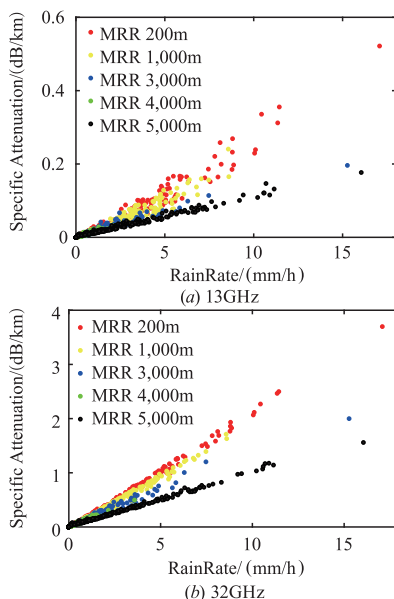 0.6
0.4
0.2
0
Specific Attenuation/(dB/km)
MRR 200m
MRR 1,000m
MRR 3,000m
MRR 4,000m
MRR 5,000m
0 5 10 15
RainRate/(mm/h)
(a) 13GHz
4
3
2
1
0
Specific Attenuation/(dB/km)
MRR 200m
MRR 1,000m
MRR 3,000m
MRR 4,000m
MRR 5,000m
0 5 10 15
RainRate/(mm/h)
(b) 32GHz